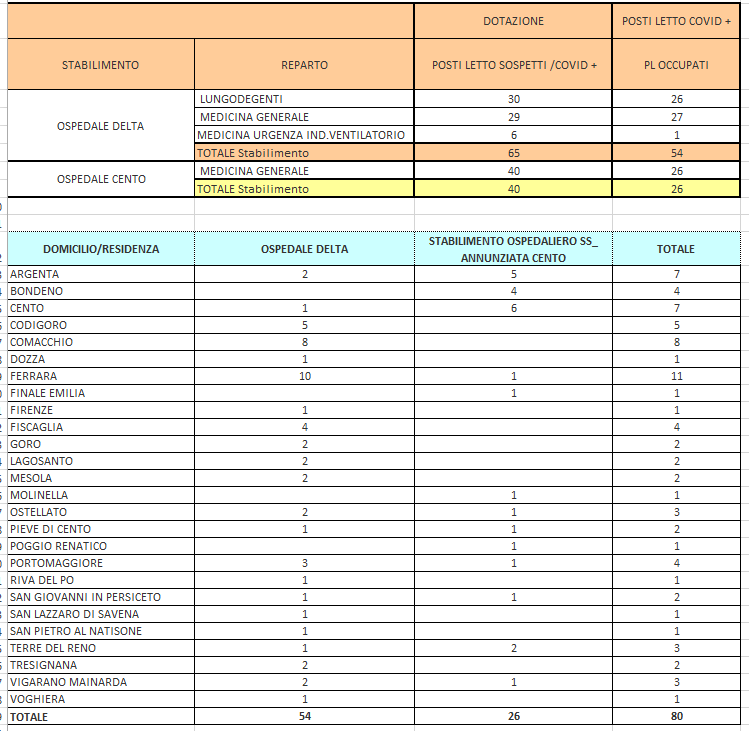 DOTAZIONE POSTI LETTO COVID +
STABILIMENTO REPARTO POSTI LETTO SOSPETTI /COVID + PL OCCUPATI
OSPEDALE DELTA
LUNGODEGENTI 30 26
MEDICINA GENERALE 29 27
MEDICINA URGENZA IND.VENTILATORIO 6 1
TOTALE Stabilimento 65 54
OSPEDALE CENTO
MEDICINA GENERALE 40 26
TOTALE Stabilimento 40 26
DOMICILIO/RESIDENZA OSPEDALE DELTA STABILIMENTO OSPEDALIERO SS_
ANNUNZIATA CENTO TOTALE
ARGENTA 2 5 7
BONDENO 4 4
CENTO 1 6 7
CODIGORO 5 5
COMACCHIO 8 8
DOZZA 1 1
FERRARA 10 1 11
FINALE EMILIA 1 1
FIRENZE 1 1
FISCAGLIA 4 4
GORO 2 2
LAGOSANTO 2 2
MESOLA 2 2
MOLINELLA 1 1
OSTELLATO 2 1 3
PIEVE DI CENTO 1 1 2
POGGIO RENATICO 1 1
PORTOMAGGIORE 3 1 4
RIVA DEL PO 1 1
SAN GIOVANNI IN PERSICETO 1 1 2
SAN LAZZARO DI SAVENA 1 1
SAN PIETRO AL NATISONE 1 1
TERRE DEL RENO 1 2 3
TRESIGNANA 2 2
VIGARANO MAINARDA 2 1 3
VOGHIERA 1 1
TOTALE 54 26 80